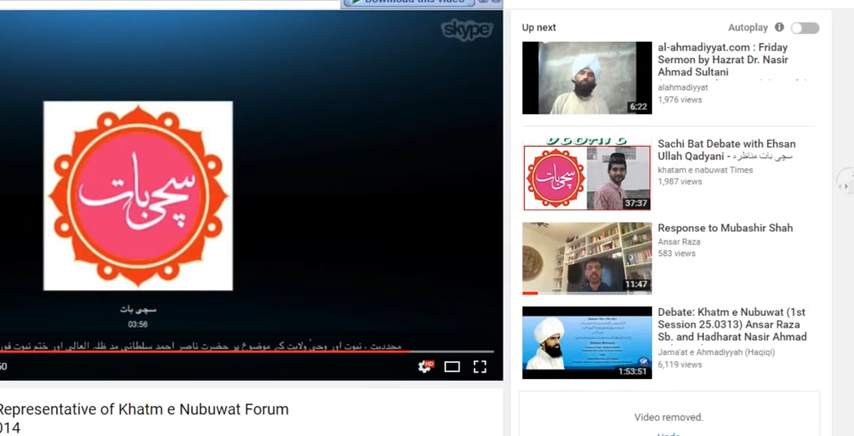 Download this video
skype
سچی بات
سچی بات
03:56
مجددیت ، نبوت اور وحی ولایت کے موضوع پر حضرت ناصر احمد سلطانی مد ظلہ العالی اور ختم نبوت فور
50
HD
Representative of Khatm e Nubuwat Forum
014
Up next
Autoplay
al-ahmadiyyat.com : Friday
Sermon by Hazrat Dr. Nasir
Ahmad Sultani
alahmadiyyat
1,976 views
6:22
Sachi Bat Debate with Ehsan
Ullah Qadyani - سچی بات مناظرہ
khatam e nabuwat Times
1,987 views
سچی بات
37:37
Response to Mubashir Shah
Ansar Raza
583 views
11:47
Debate: Khatm e Nubuwat (1st
Session 25.0313) Ansar Raza
Sb. and Hadharat Nasir Ahmad
Jama'at e Ahmadiyyah (Haqiqi)
6,119 views
1:53:51
Video removed.